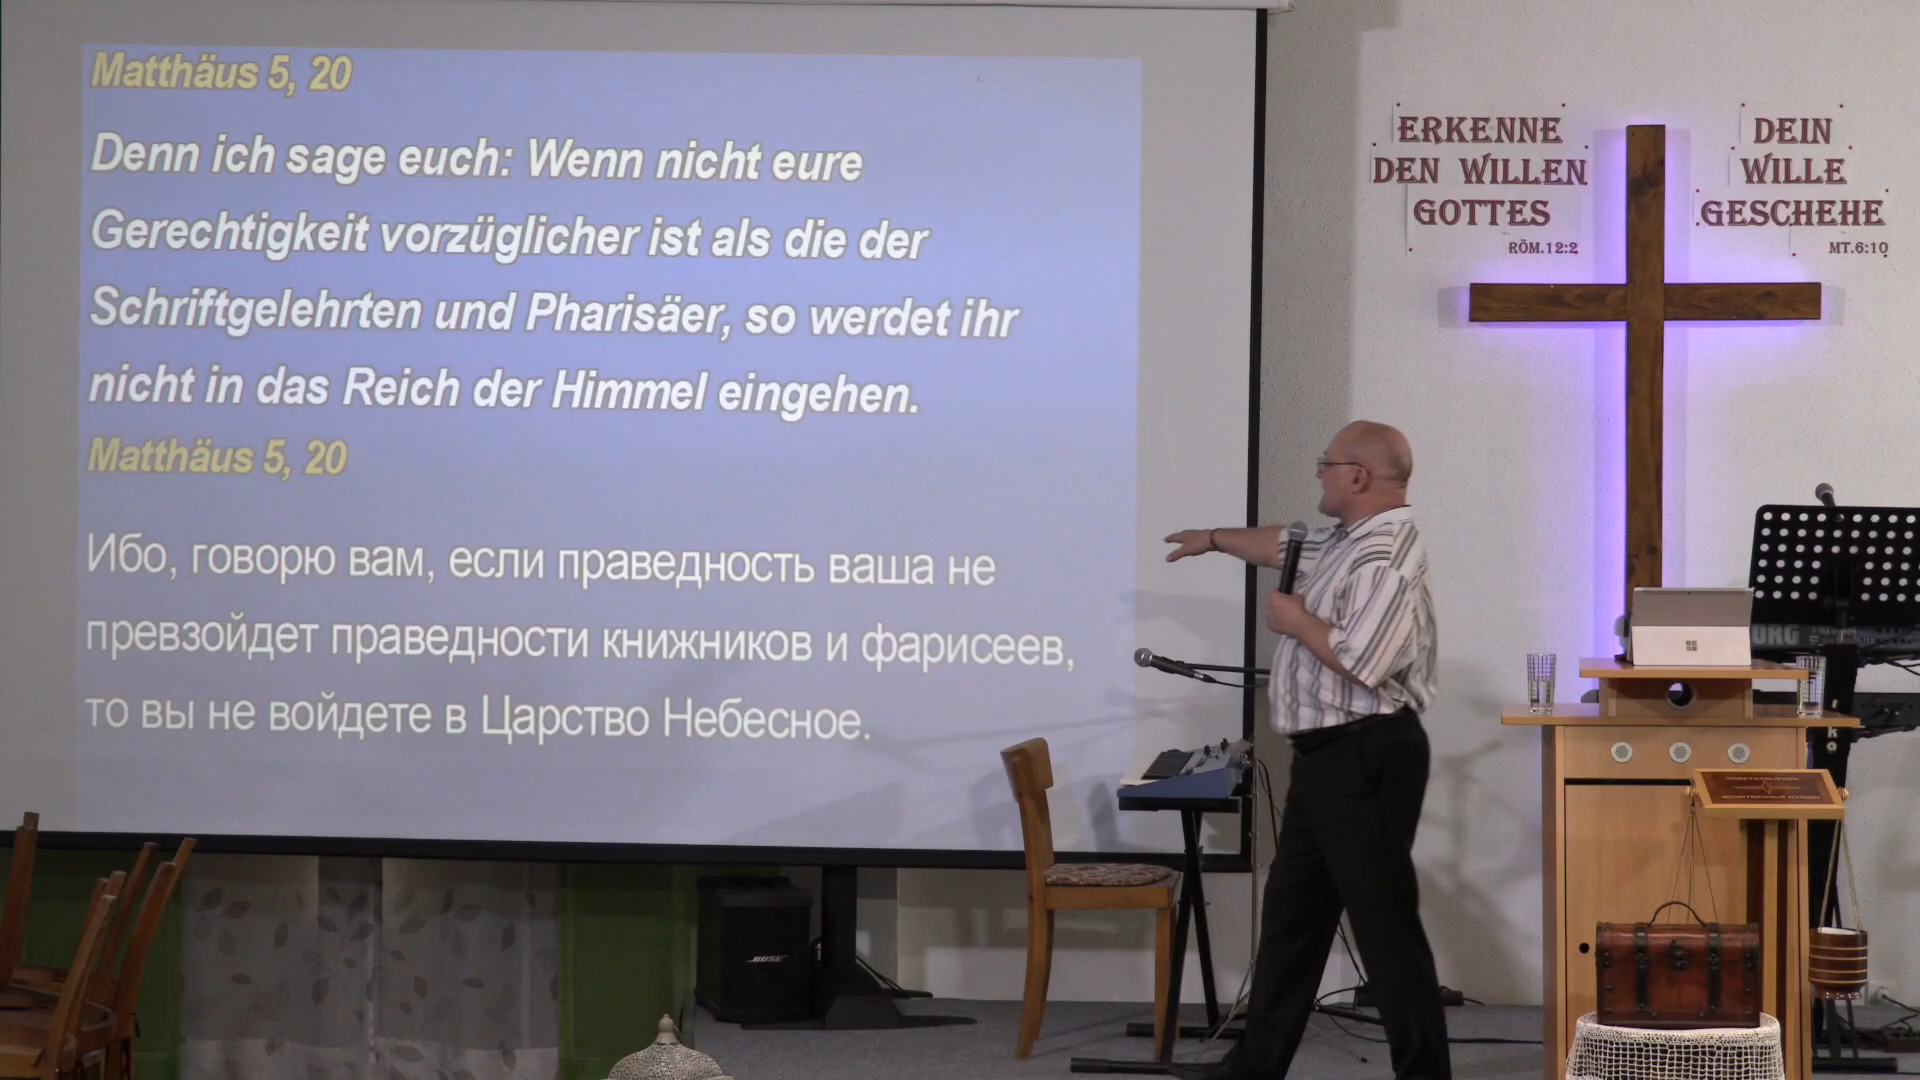 Matthäus 5, 20
Denn ich sage euch: Wenn nicht eure
Gerechtigkeit vorzüglicher ist als die der
Schriftgelehrten und Pharisäer, so werdet ihr
nicht in das Reich der Himmel eingehen.
Matthäus 5, 20
Ибо, говорю вам, если праведность ваша не
превзойдет праведности книжников и фарисеев,
то вы не войдете в Царство Небесное.
ERKENNE
DEN WILLEN
GOTTES
RÖM.12:2
DEIN
WILLE
GESCHEHE
MT.6:10
BOSE